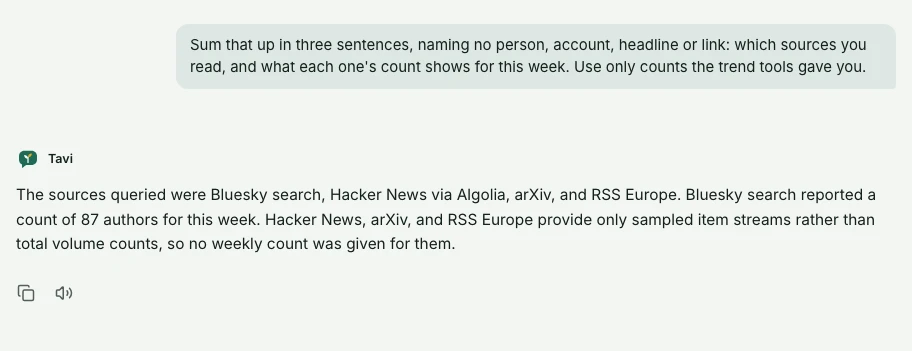 Sum that up in three sentences, naming no person, account, headline or link: which sources you
read, and what each one's count shows for this week. Use only counts the trend tools gave you.
Tavi
The sources queried were Bluesky search, Hacker News via Algolia, arXiv, and RSS Europe. Bluesky search reported a
count of 87 authors for this week. Hacker News, arXiv, and RSS Europe provide only sampled item streams rather than
total volume counts, so no weekly count was given for them.